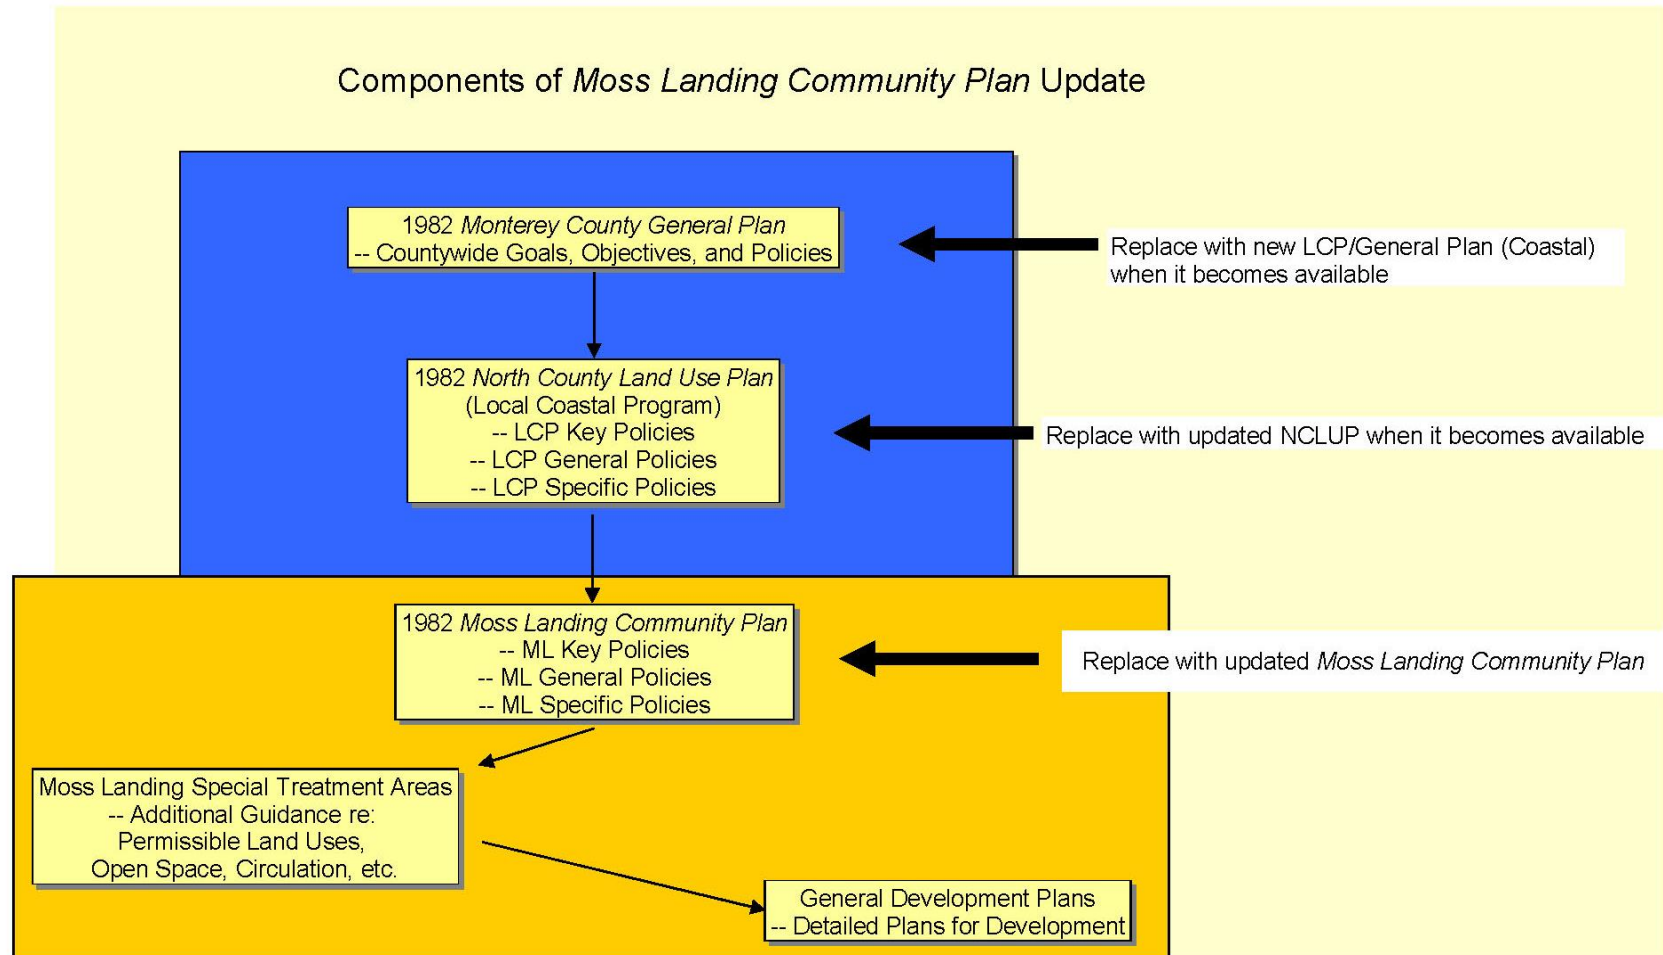 Components of Moss Landing Community Plan Update
1982 Monterey County General Plan
-- Countywide Goals, Objectives, and Policies
Replace with new LCP/General Plan (Coastal)
when it becomes available
1982 North County Land Use Plan
(Local Coastal Program)
-- LCP Key Policies
-- LCP General Policies
-- LCP Specific Policies
Replace with updated NCLUP when it becomes available
1982 Moss Landing Community Plan
-- ML Key Policies
-- ML General Policies
-- ML Specific Policies
Replace with updated Moss Landing Community Plan
Moss Landing Special Treatment Areas
-- Additional Guidance re:
Permissible Land Uses,
Open Space, Circulation, etc.
General Development Plans
-- Detailed Plans for Development